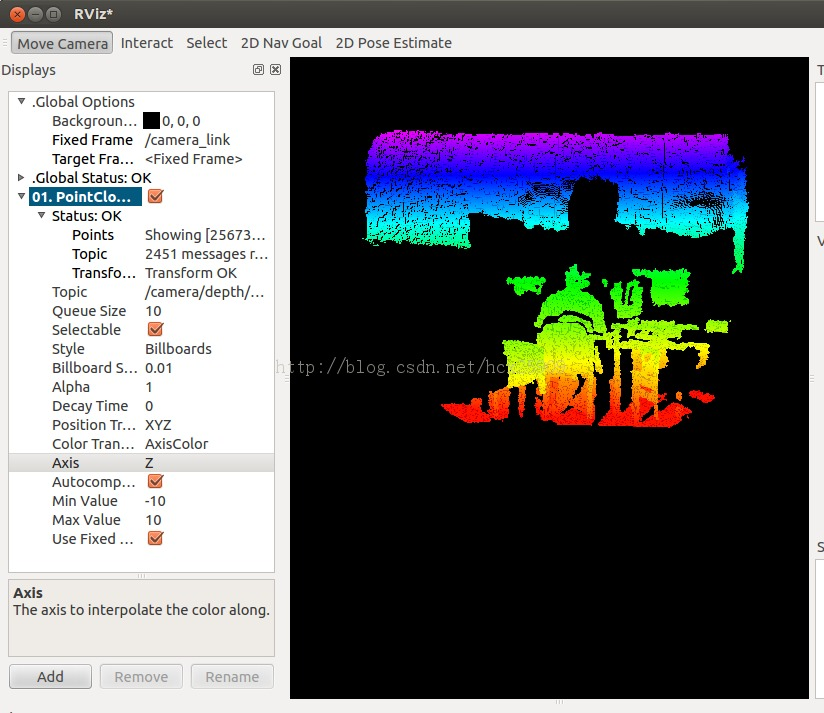 RViz*
Move Camera Interact Select 2D Nav Goal 2D Pose Estimate
Displays
.Global Options
Backgroun... 0, 0, 0
Fixed Frame /camera_link
Target Fra... <Fixed Frame>
.Global Status: OK
01. PointClo...
Status: OK
Points Showing [25673...
Topic 2451 messages r...
Transfo... Transform OK
Topic /camera/depth/...
Queue Size 10
Selectable
Style Billboards
Billboard S... 0.01
Alpha 1
Decay Time 0
Position Tr... XYZ
Color Tran... AxisColor
Axis Z
Autocomp...
Min Value -10
Max Value 10
Use Fixed ...
Axis
The axis to interpolate the color along.
Add Remove Rename
http://blog.csdn.net/